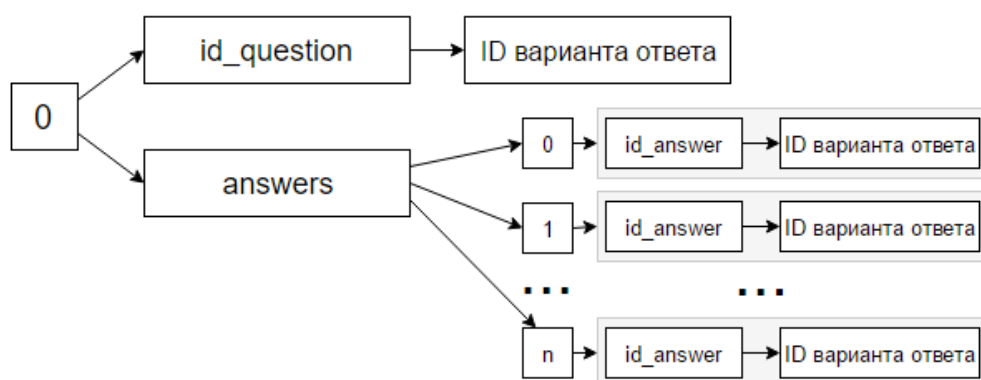 id_question
ID варианта ответа
0
answers
0
id_answer
ID варианта ответа
1
id_answer
ID варианта ответа
...
...
n
id_answer
ID варианта ответа